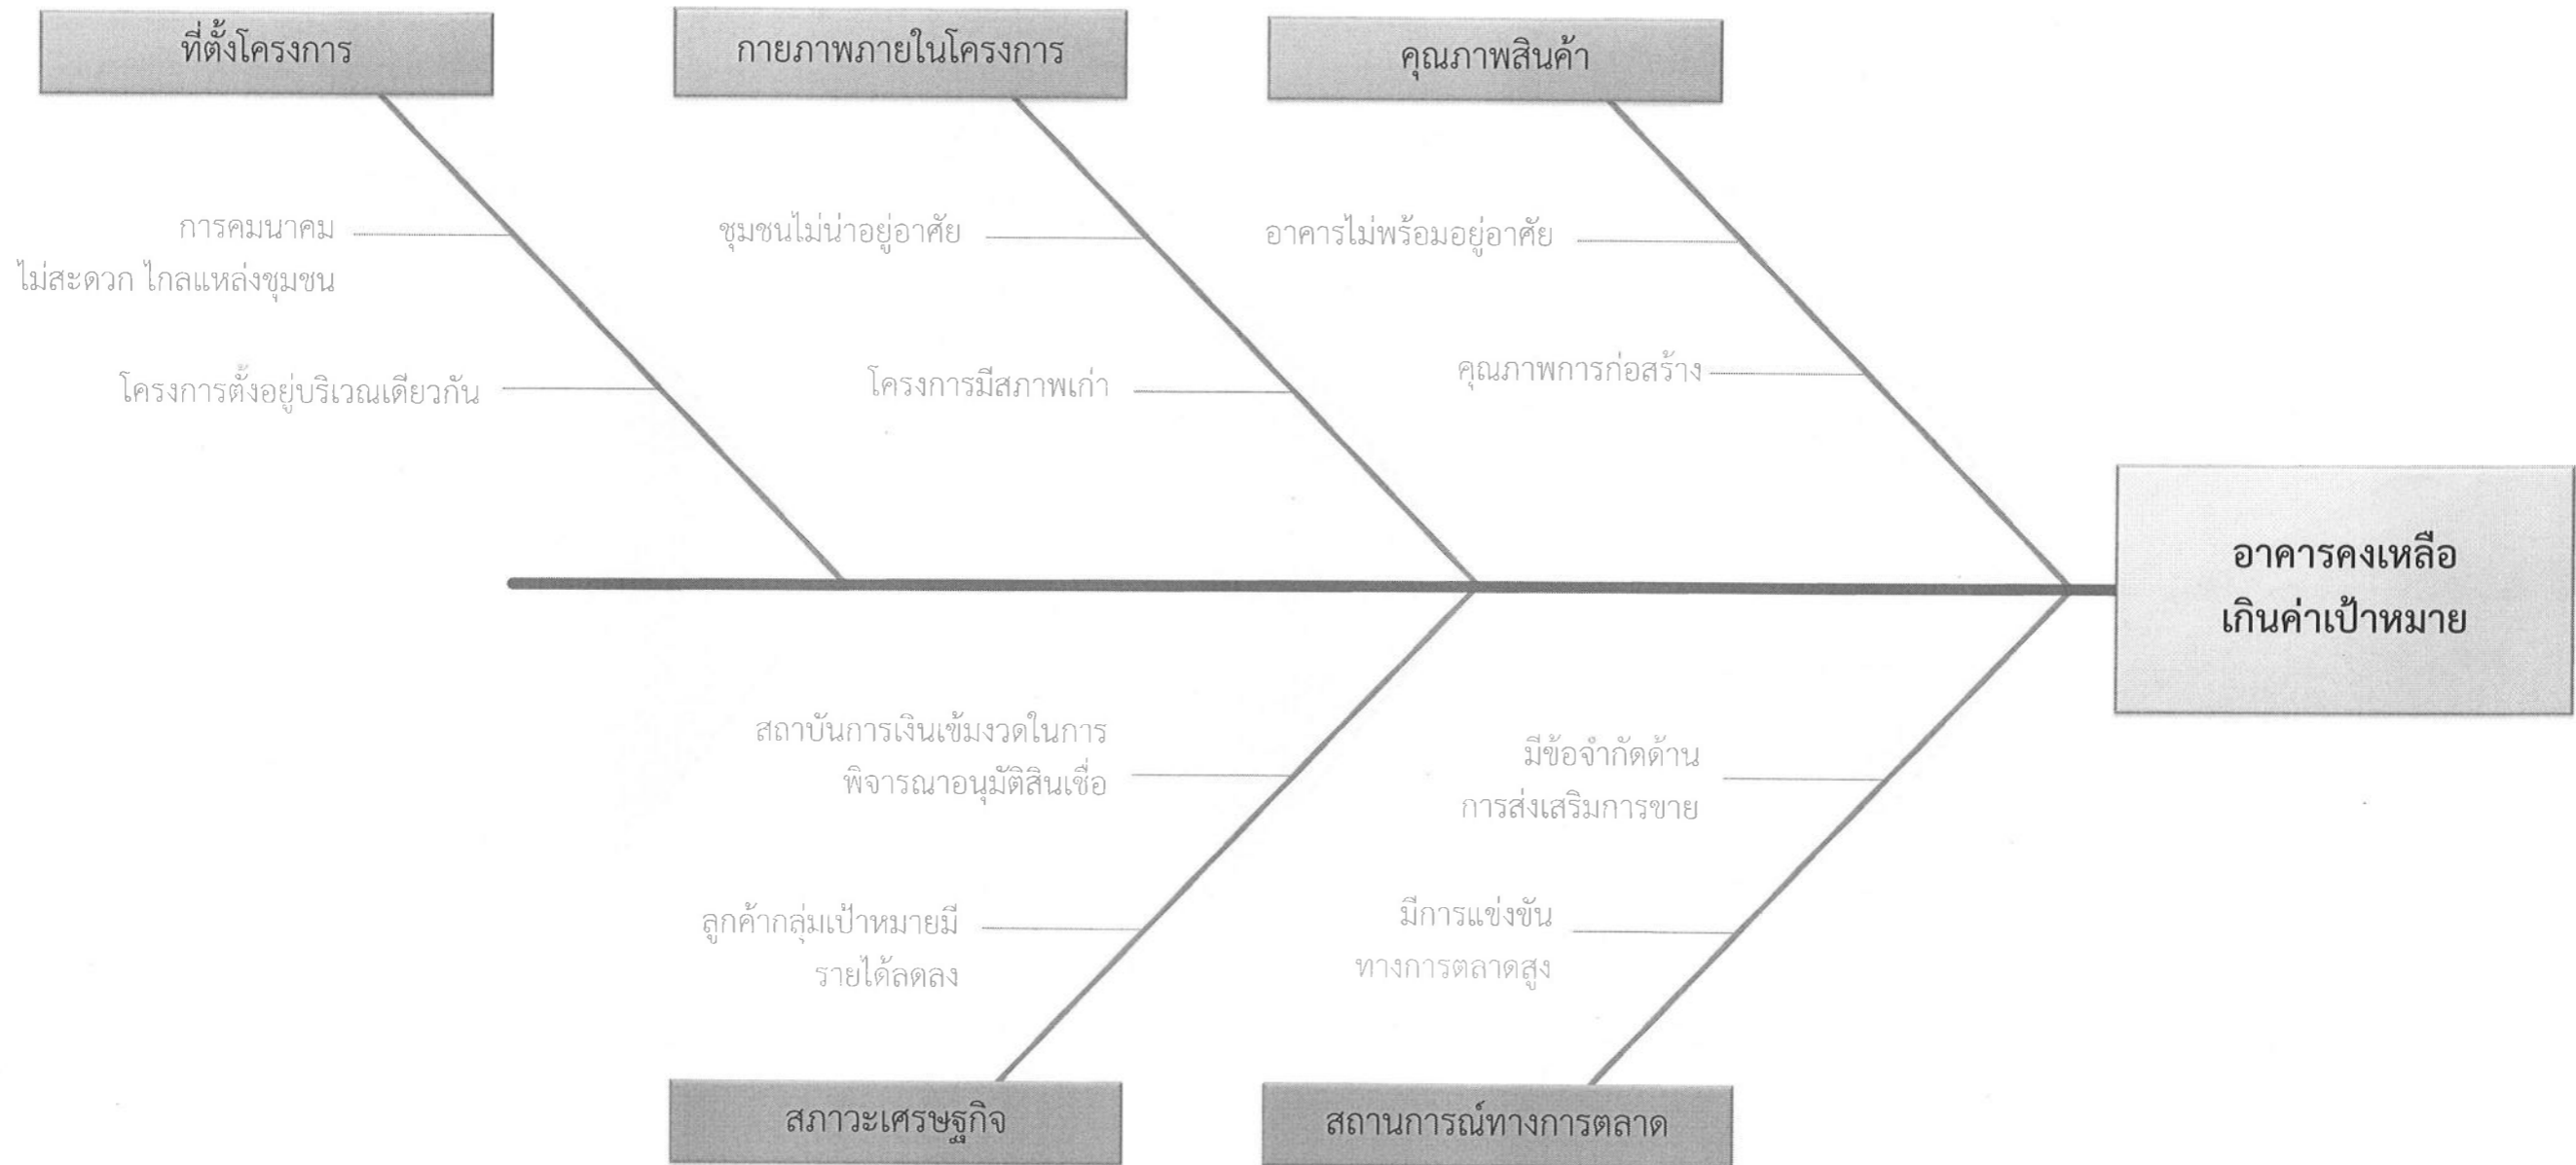 ที่ตั้งโครงการ
กายภาพภายในโครงการ
คุณภาพสินค้า
การคมนาคม
ไม่สะดวก ไกลแหล่งชุมชน
ชุมชนไม่น่าอยู่อาศัย
อาคารไม่พร้อมอยู่อาศัย
โครงการตั้งอยู่บริเวณเดียวกัน
โครงการมีสภาพเก่า
คุณภาพการก่อสร้าง
อาคารคงเหลือ
เกินค่าเป้าหมาย
สถาบันการเงินเข้มงวดในการ
พิจารณาอนุมัติสินเชื่อ
มีข้อจำกัดด้าน
การส่งเสริมการขาย
ลูกค้ากลุ่มเป้าหมายมี
รายได้ลดลง
มีการแข่งขัน
ทางการตลาดสูง
สภาวะเศรษฐกิจ
สถานการณ์ทางการตลาด